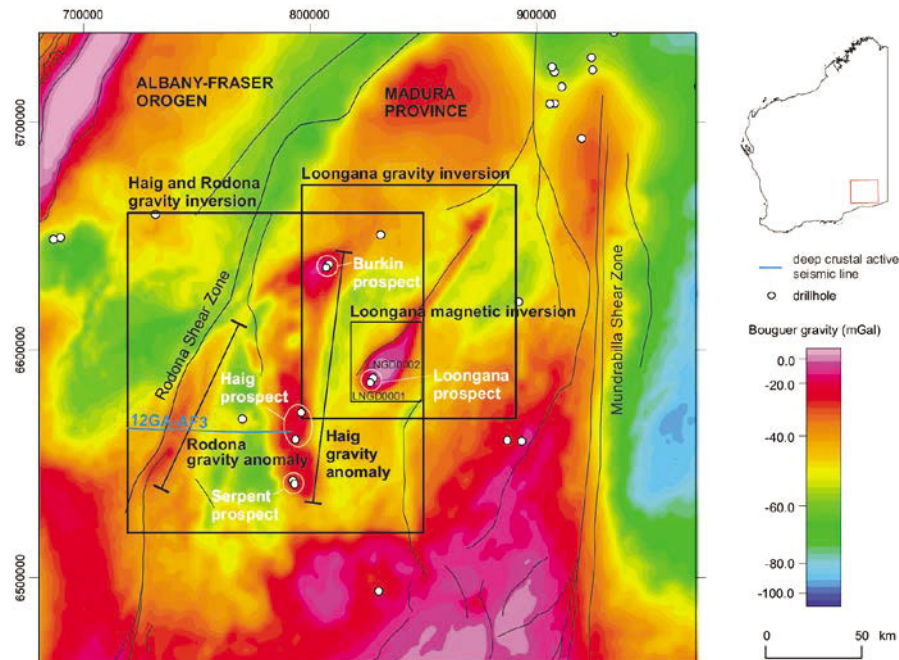 700000
800000
900000
6700000
6600000
6500000
ALBANY-FRASER
OROGEN
MADURA
PROVINCE
Haig and Rodona
gravity inversion
Loongana gravity inversion
Burkin
prospect
Loongana magnetic inversion
Rodona Shear Zone
LNGD0002
LNGD0001
Loongana
prospect
Haig
prospect
12GA-AF3
Rodona
gravity anomaly
Haig
gravity
anomaly
Serpent
prospect
Mundrabilla Shear Zone
deep crustal active
seismic line
drillhole
Bouguer gravity (mGal)
0.0
-20.0
-40.0
-60.0
-80.0
-100.0
0
50
km